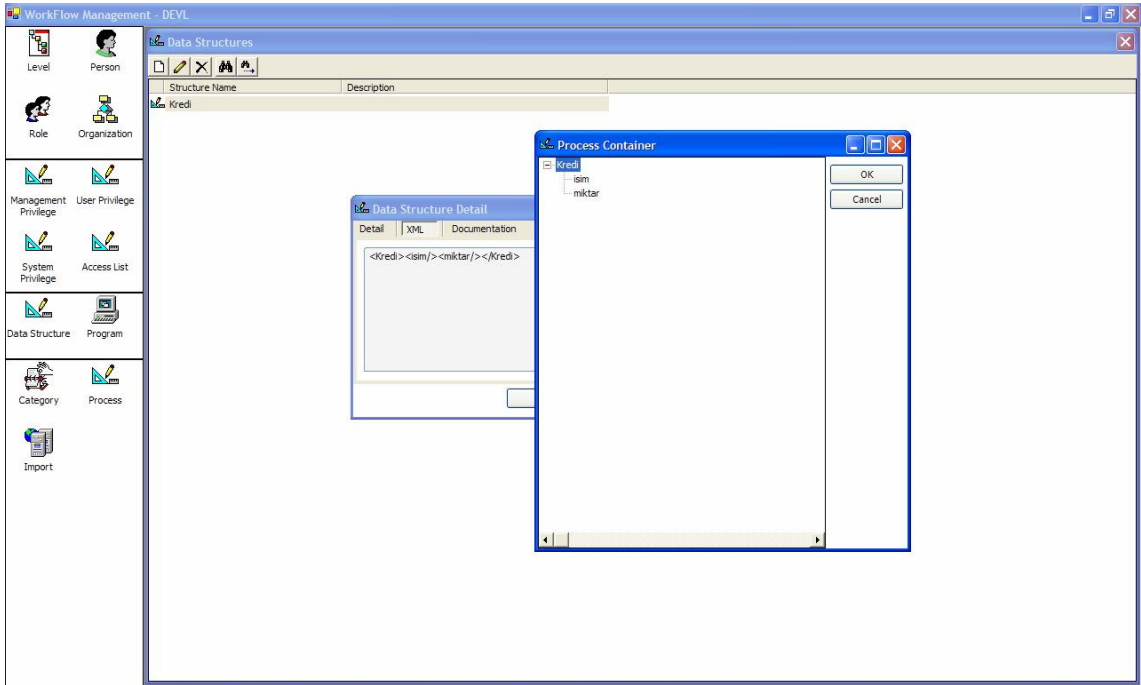 WorkFlow Management - DEVL
Level
Person
Role
Organization
Management
Privilege
User Privilege
System
Privilege
Access List
Data Structure
Program
Category
Process
Import
Data Structures
Structure Name
Description
Kredi
Data Structure Detail
Detail
XML
Documentation
<Kredi><isim/><miktar/></Kredi>
Process Container
Kredi
isim
miktar
OK
Cancel